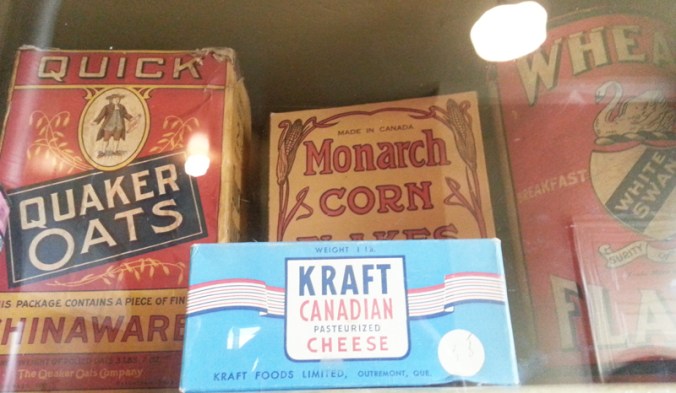 QUICK
QUAKER
OATS
IS PACKAGE CONTAINS A PIECE OF FIN
HINAWARE
The Quaker Oats Company
MADE IN CANADA
Monarch
CORN
FLAKES
WEIGHT 1 LB.
KRAFT
CANADIAN
PASTEURIZED
CHEESE
KRAFT FOODS LIMITED, OUTREMONT, QUE.
WHEA
BREAKFAST
WHITE
SWAN
PURITY
FLA